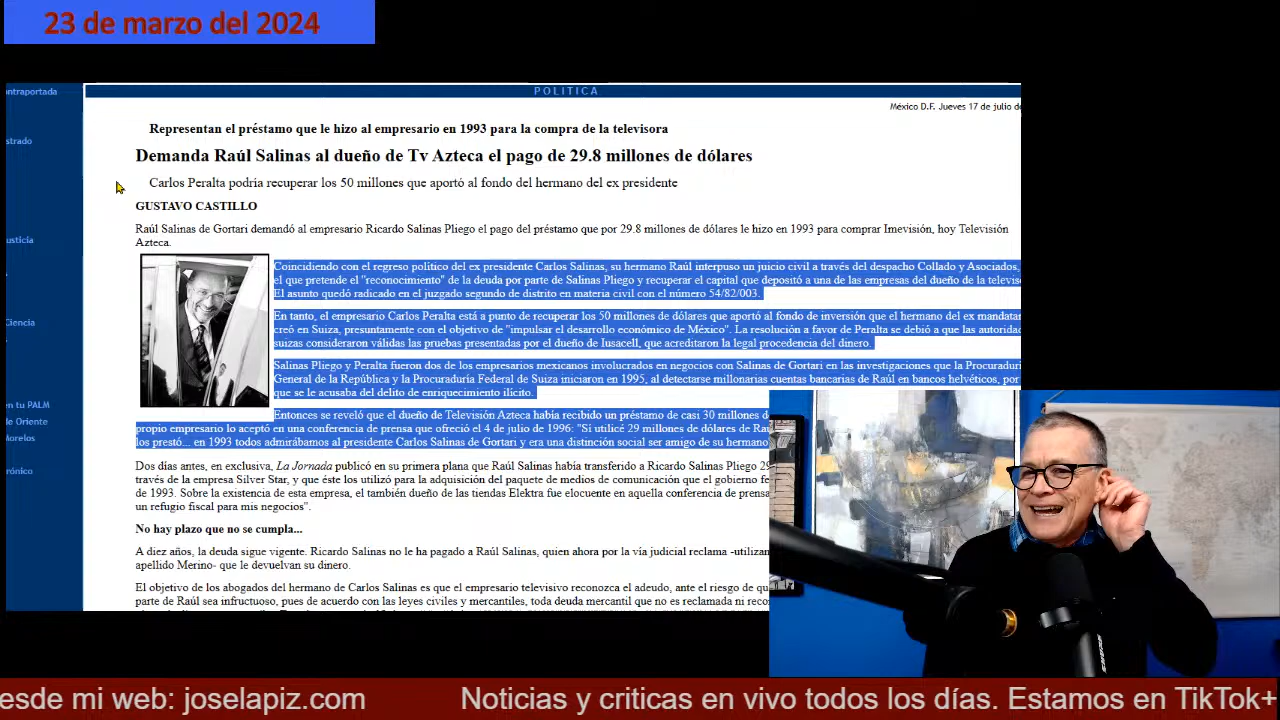 23 de marzo del 2024
ontraportada
POLITICA
México D.F. Jueves 17 de julio de
Representan el préstamo que le hizo al empresario en 1993 para la compra de la televisora
strado
Demanda Raúl Salinas al dueño de Tv Azteca el pago de 29.8 millones de dólares
Carlos Peralta podría recuperar los 50 millones que aportó al fondo del hermano del ex presidente
GUSTAVO CASTILLO
Raúl Salinas de Gortari demandó al empresario Ricardo Salinas Pliego el pago del préstamo que por 29.8 millones de dólares le hizo en 1993 para comprar Imevisión, hoy Televisión
Azteca.
usticia
Coincidiendo con el regreso político del ex presidente Carlos Salinas, su hermano Raúl interpuso un juicio civil a través del despacho Collado y Asociados,
el que pretende el "reconocimiento" de la deuda por parte de Salinas Pliego y recuperar el capital que depositó a una de las empresas del dueño de la televiso
El asunto quedó radicado en el juzgado segundo de distrito en materia civil con el número 54/82/003.
En tanto, el empresario Carlos Peralta está a punto de recuperar los 50 millones de dólares que aportó al fondo de inversión que el hermano del ex mandatar
creó en Suiza, presuntamente con el objetivo de "impulsar el desarrollo económico de México". La resolución a favor de Peralta se debió a que las autoridad
suizas consideraron válidas las pruebas presentadas por el dueño de Iusacell, que acreditaron la legal procedencia del dinero.
Ciencia
Salinas Pliego y Peralta fueron dos de los empresarios mexicanos involucrados en negocios con Salinas de Gortari en las investigaciones que la Procuradurí
General de la República y la Procuraduría Federal de Suiza iniciaron en 1995, al detectarse millonarias cuentas bancarias de Raúl en bancos helvéticos, por
que se le acusaba del delito de enriquecimiento ilícito.
en tu PALM
de Oriente
Morelos
Entonces se reveló que el dueño de Televisión Azteca había recibido un préstamo de casi 30 millones d
propio empresario lo aceptó en una conferencia de prensa que ofreció el 4 de julio de 1996: "Sí utilicé 29 millones de dólares de Raú
los prestó... en 1993 todos admirábamos al presidente Carlos Salinas de Gortari y era una distinción social ser amigo de su hermano
rónico
Dos días antes, en exclusiva, La Jornada publicó en su primera plana que Raúl Salinas había transferido a Ricardo Salinas Pliego 29
través de la empresa Silver Star, y que éste los utilizó para la adquisición del paquete de medios de comunicación que el gobierno fe
de 1993. Sobre la existencia de esta empresa, el también dueño de las tiendas Elektra fue elocuente en aquella conferencia de prensa
un refugio fiscal para mis negocios".
No hay plazo que no se cumpla...
A diez años, la deuda sigue vigente. Ricardo Salinas no le ha pagado a Raúl Salinas, quien ahora por la vía judicial reclama -utilizan
apellido Merino- que le devuelvan su dinero.
El objetivo de los abogados del hermano de Carlos Salinas es que el empresario televisivo reconozca el adeudo, ante el riesgo de qu
parte de Raúl sea infructuoso, pues de acuerdo con las leyes civiles y mercantiles, toda deuda mercantil que no es reclamada ni reco
esde mi web: joselapiz.com Noticias y criticas en vivo todos los días. Estamos en TikTok+